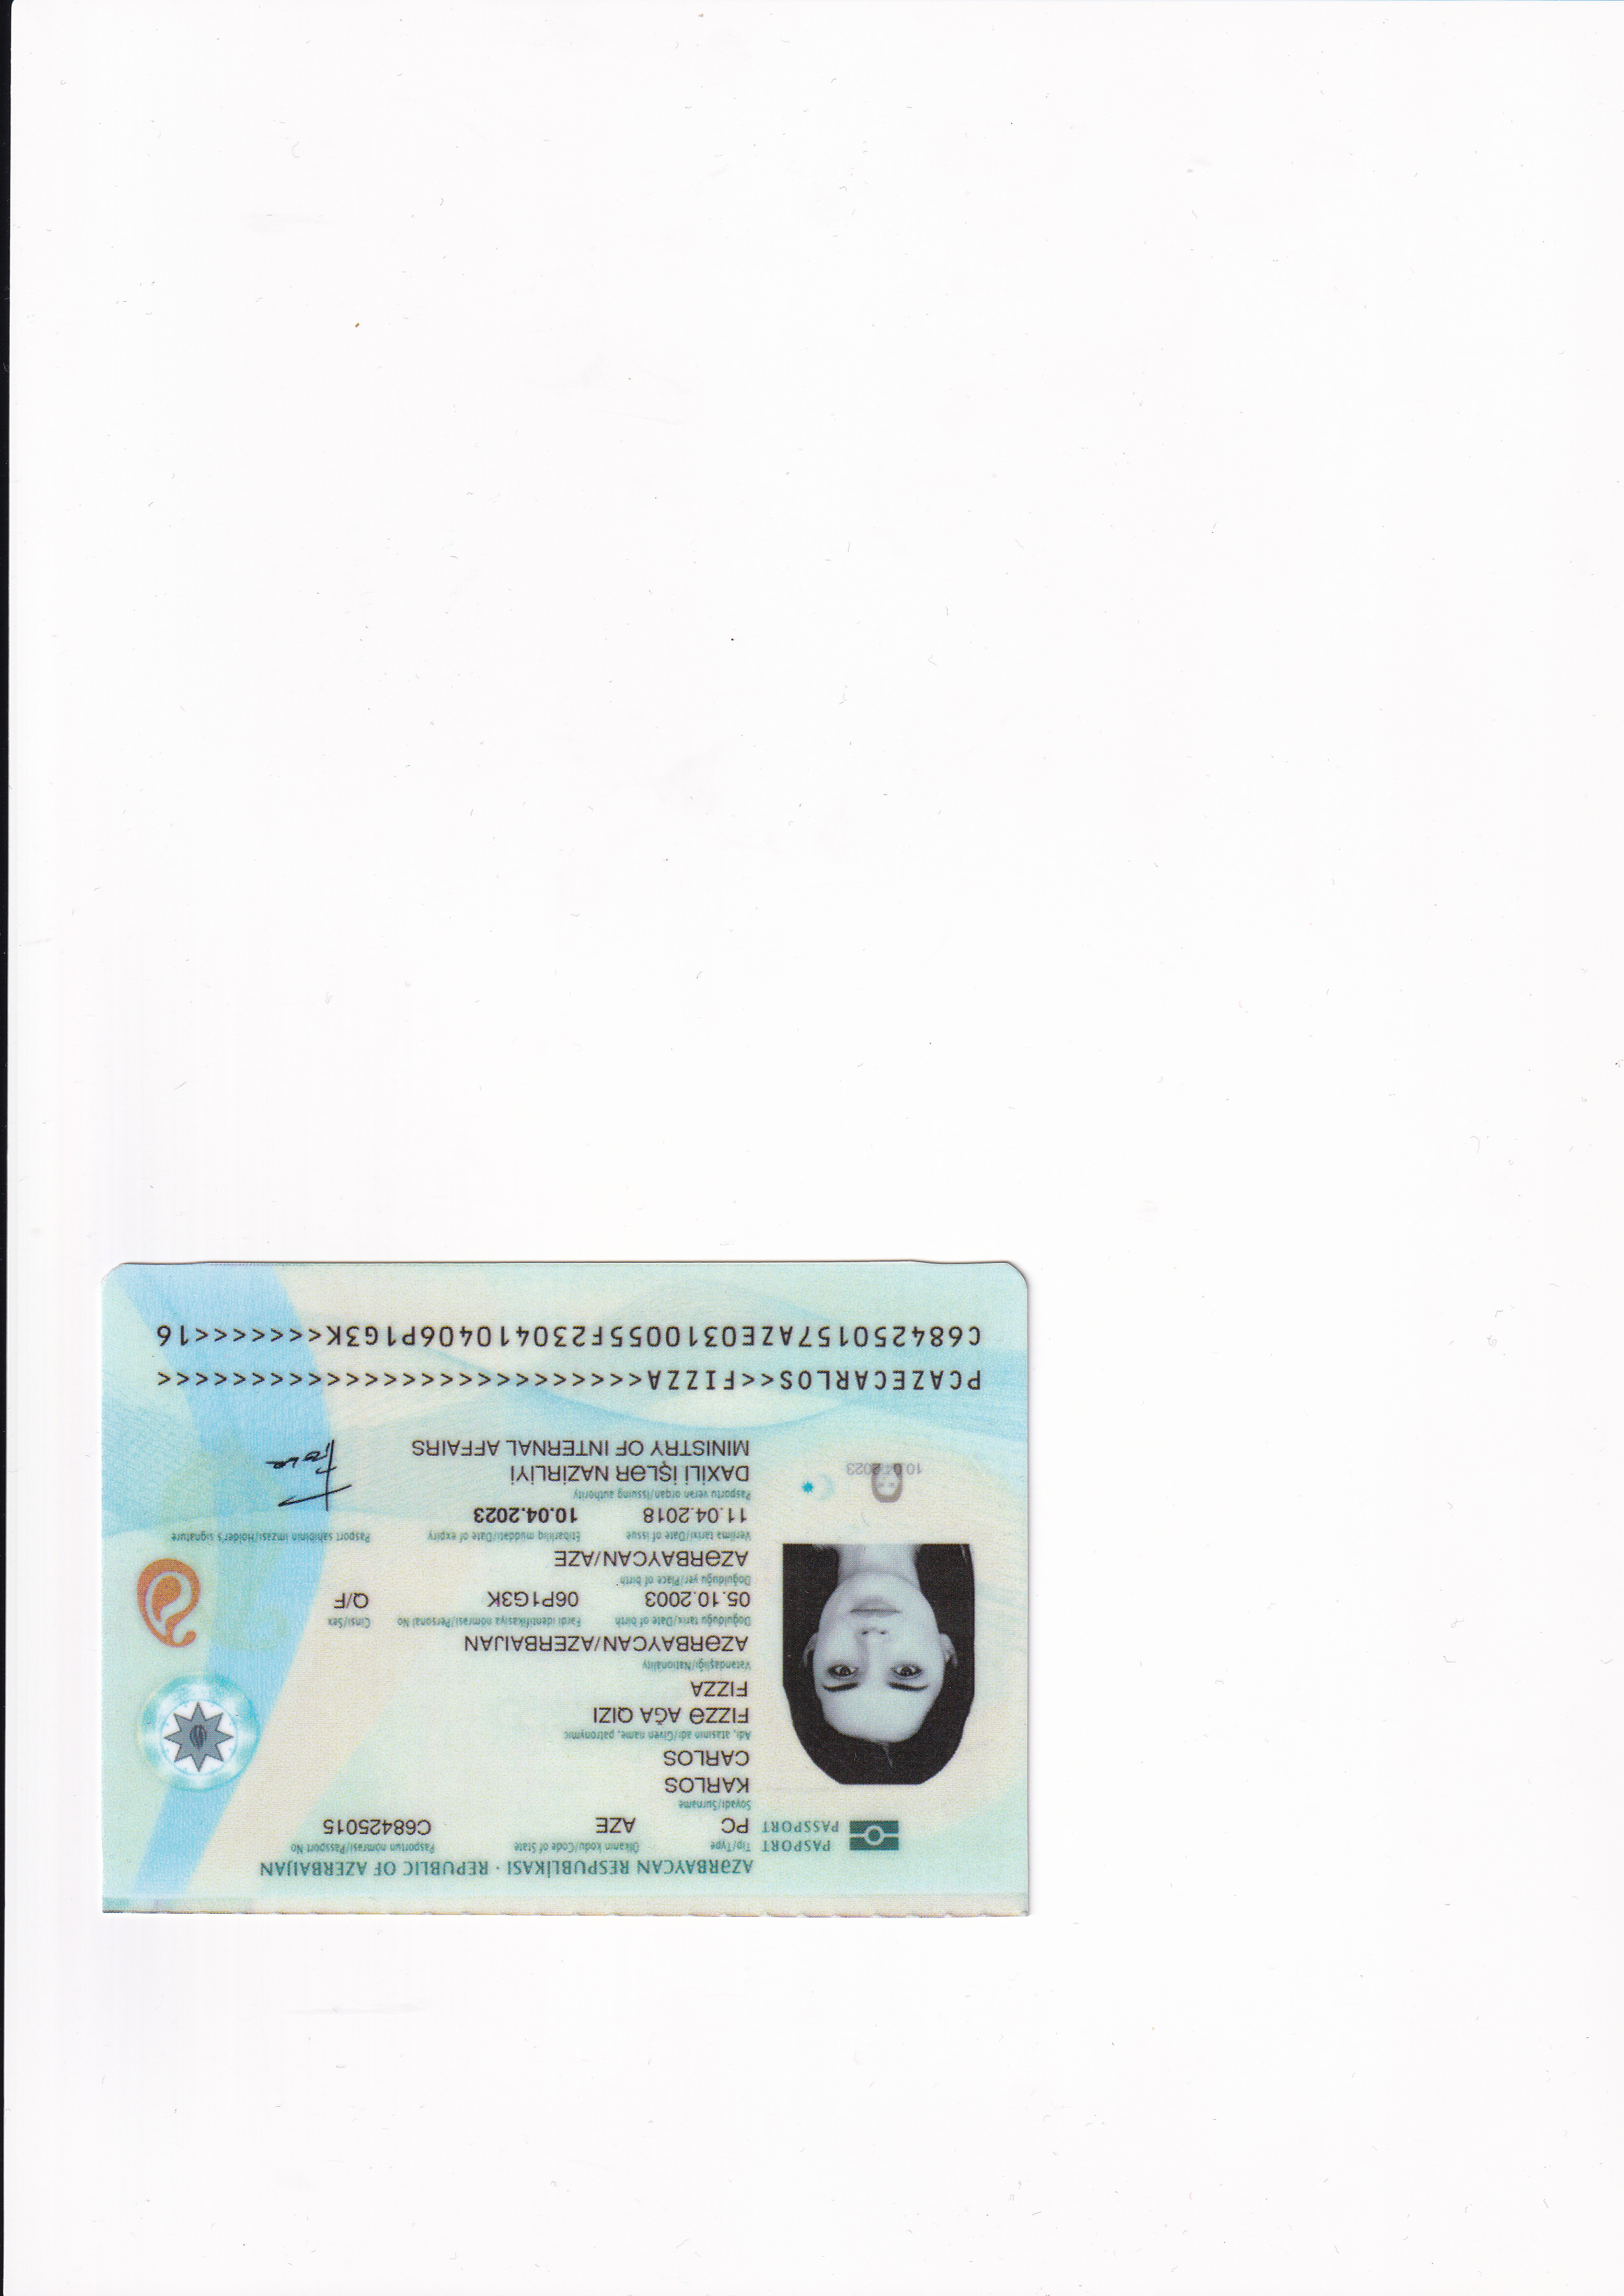 AZƏRBAYCAN RESPUBLİKASI · REPUBLIC OF AZERBAIJAN
PASSPORT
PASSPORT
Tip/Type Ölkənin kodu/Code of State Pasportun nömrəsi/Passport No
PC AZE C68425015
Soyadı/Surname
KARLOS
CARLOS
Adı, atasının adı/Given name, patronymic
FIZZƏ AĞA QIZI
FIZZA
Vətəndaşlığı/Nationality
AZƏRBAYCAN/AZERBAIJAN
Doğulduğu tarix/Date of birth Fərdi identifikasiya nömrəsi/Personal No Cinsi/Sex
05.10.2003 06P1G3K Q/F
Doğulduğu yer/Place of birth
AZƏRBAYCAN/AZE
Verilmə tarixi/Date of issue Etibarlılıq müddəti/Date of expiry Pasport sahibinin imzası/Holder's signature
11.04.2018 10.04.2023
Pasportu verən orqan/Issuing authority
DAXİLİ İŞLƏR NAZİRLİYİ
MINISTRY OF INTERNAL AFFAIRS
10.04.2023
PCAZECARLOS<<FIZZA<<<<<<<<<<<<<<<<<<<<<<<<<<
C684250157AZE0310055F230410406P1G3K<<<<<<<16